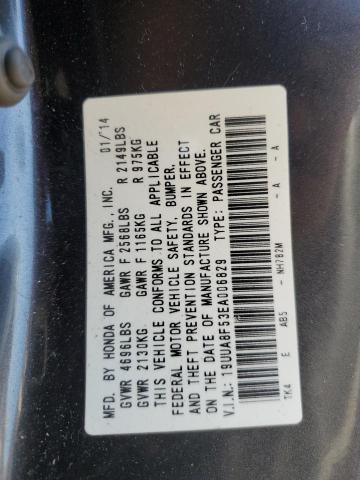 MFD. BY HONDA OF AMERICA MFG., INC. 01/'14
GVWR 4696LBS GAWR F 2568LBS R 2149LBS
GVWR 2130KG GAWR F 1165KG R 975KG
THIS VEHICLE CONFORMS TO ALL APPLICABLE
FEDERAL MOTOR VEHICLE SAFETY, BUMPER,
AND THEFT PREVENTION STANDARDS IN EFFECT
ON THE DATE OF MANUFACTURE SHOWN ABOVE.
V.I.N.: 19UUA8F53EA006829 TYPE: PASSENGER CAR
TK4 E AB5 - NH782M - A - A